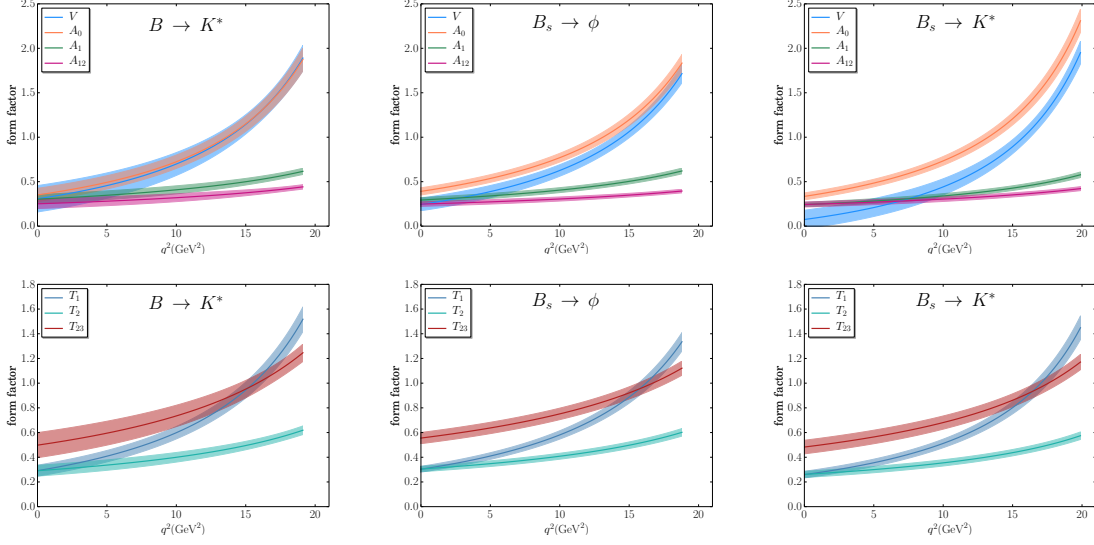 B → K*
V
A₀
A₁
A₁₂
form factor
2.5
2.0
1.5
1.0
0.5
0.0
0 5 10 15 20
q²(GeV²)
B_s → ϕ
V
A₀
A₁
A₁₂
form factor
2.5
2.0
1.5
1.0
0.5
0.0
0 5 10 15 20
q²(GeV²)
B_s → K*
V
A₀
A₁
A₁₂
form factor
2.5
2.0
1.5
1.0
0.5
0.0
0 5 10 15 20
q²(GeV²)
B → K*
T₁
T₂
T₂₃
form factor
1.8
1.6
1.4
1.2
1.0
0.8
0.6
0.4
0.2
0.0
0 5 10 15 20
q²(GeV²)
B_s → ϕ
T₁
T₂
T₂₃
form factor
1.8
1.6
1.4
1.2
1.0
0.8
0.6
0.4
0.2
0.0
0 5 10 15 20
q²(GeV²)
B_s → K*
T₁
T₂
T₂₃
form factor
1.8
1.6
1.4
1.2
1.0
0.8
0.6
0.4
0.2
0.0
0 5 10 15 20
q²(GeV²)